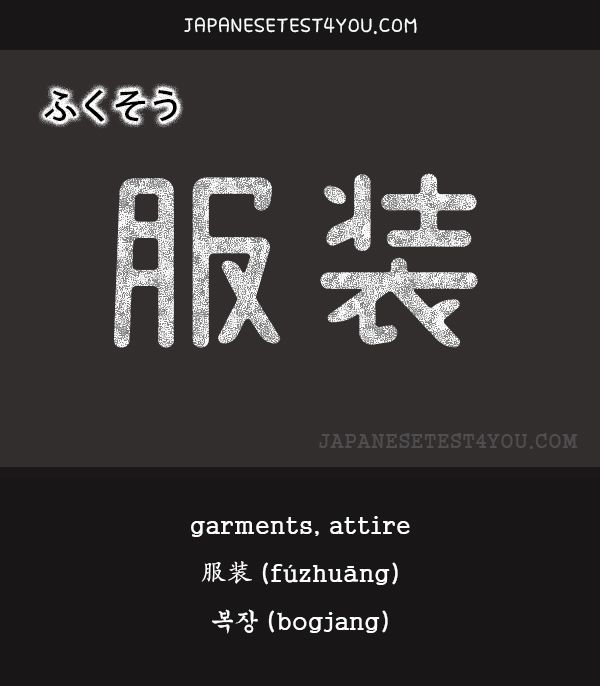 JAPANESETEST4YOU.COM
ふくそう
服装
JAPANESETEST4YOU.COM
garments, attire
服装 (fúzhuāng)
복장 (bogjang)